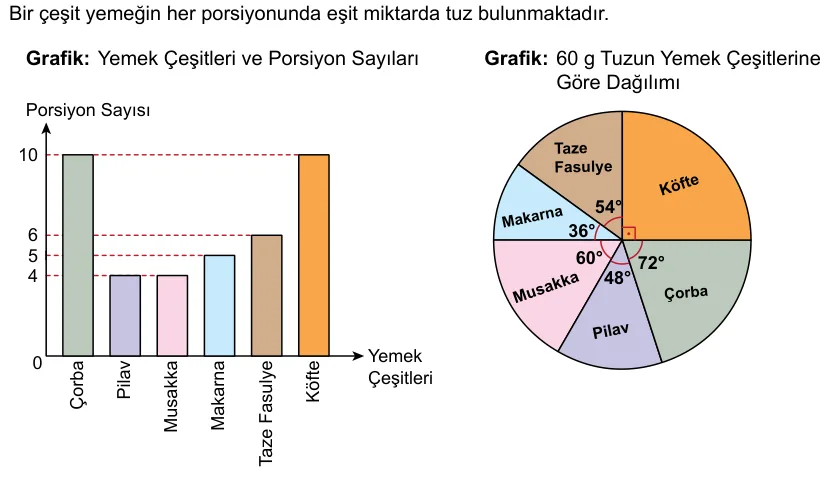 Bir çeşit yemeğin her porsiyonunda eşit miktarda tuz bulunmaktadır.
Grafik: Yemek Çeşitleri ve Porsiyon Sayıları
Porsiyon Sayısı
10
6
5
4
0
Yemek
Çeşitleri
Çorba
Pilav
Musakka
Makarna
Taze Fasulye
Köfte
Grafik: 60 g Tuzun Yemek Çeşitlerine
Göre Dağılımı
Taze
Fasulye
Köfte
Makarna
54°
36°
60°
72°
48°
Musakka
Çorba
Pilav